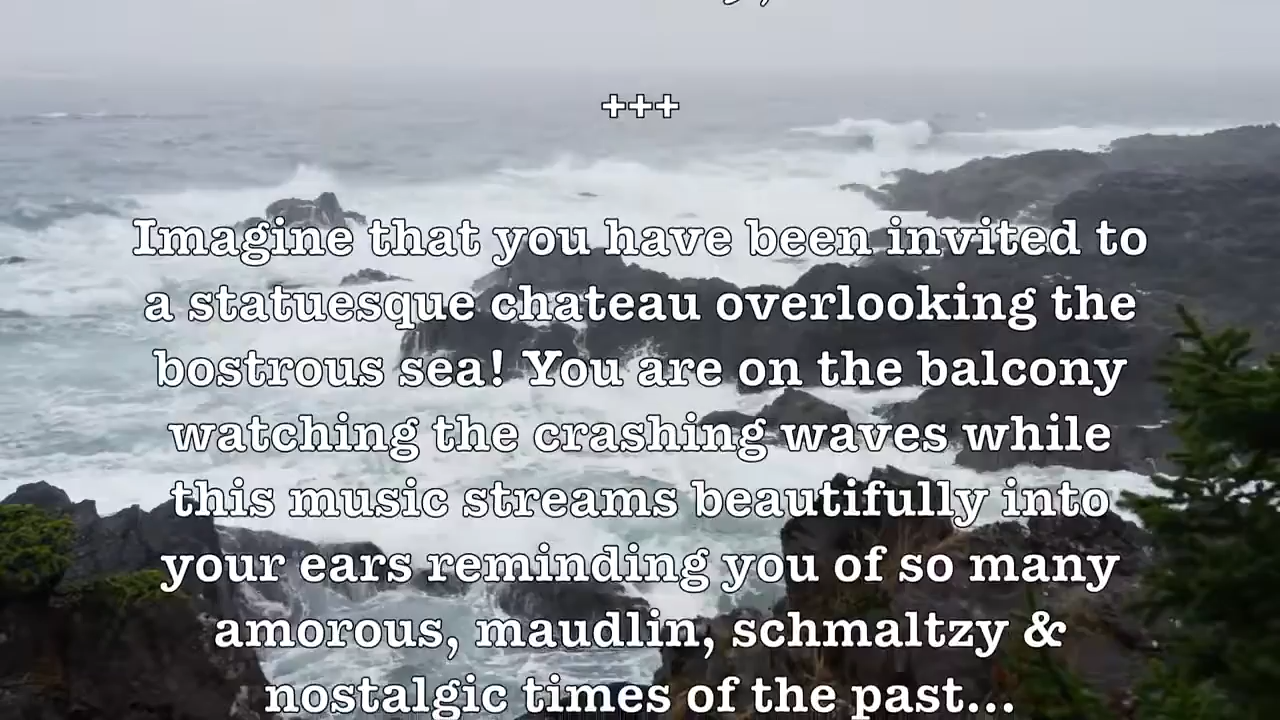 +++
Imagine that you have been invited to
a statuesque chateau overlooking the
bostrous sea! You are on the balcony
watching the crashing waves while
this music streams beautifully into
your ears reminding you of so many
amorous, maudlin, schmaltzy &
nostalgic times of the past...